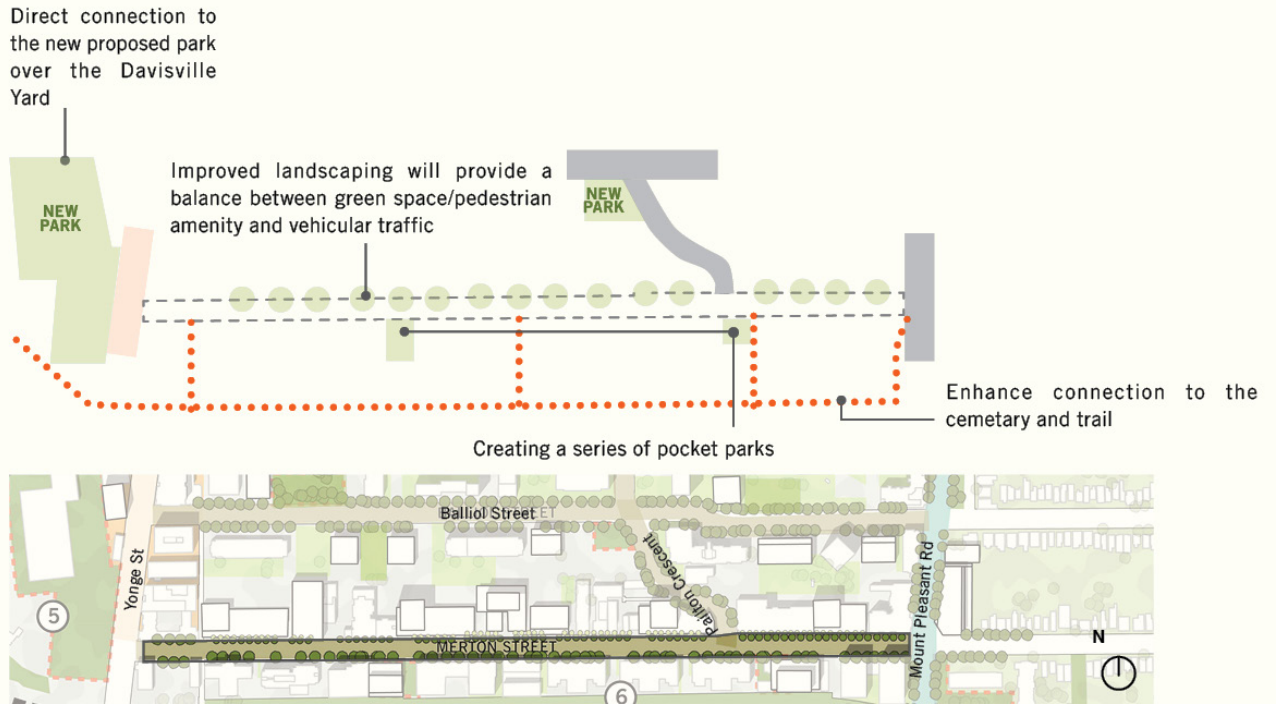 Direct connection to
the new proposed park
over the Davisville
Yard
Improved landscaping will provide a
balance between green space/pedestrian
amenity and vehicular traffic
NEW
PARK
NEW
PARK
Enhance connection to the
cemetary and trail
Creating a series of pocket parks
Balliol Street
Yonge St
Pailton Crescent
Mount Pleasant Rd
5
MERTON STREET
6
N